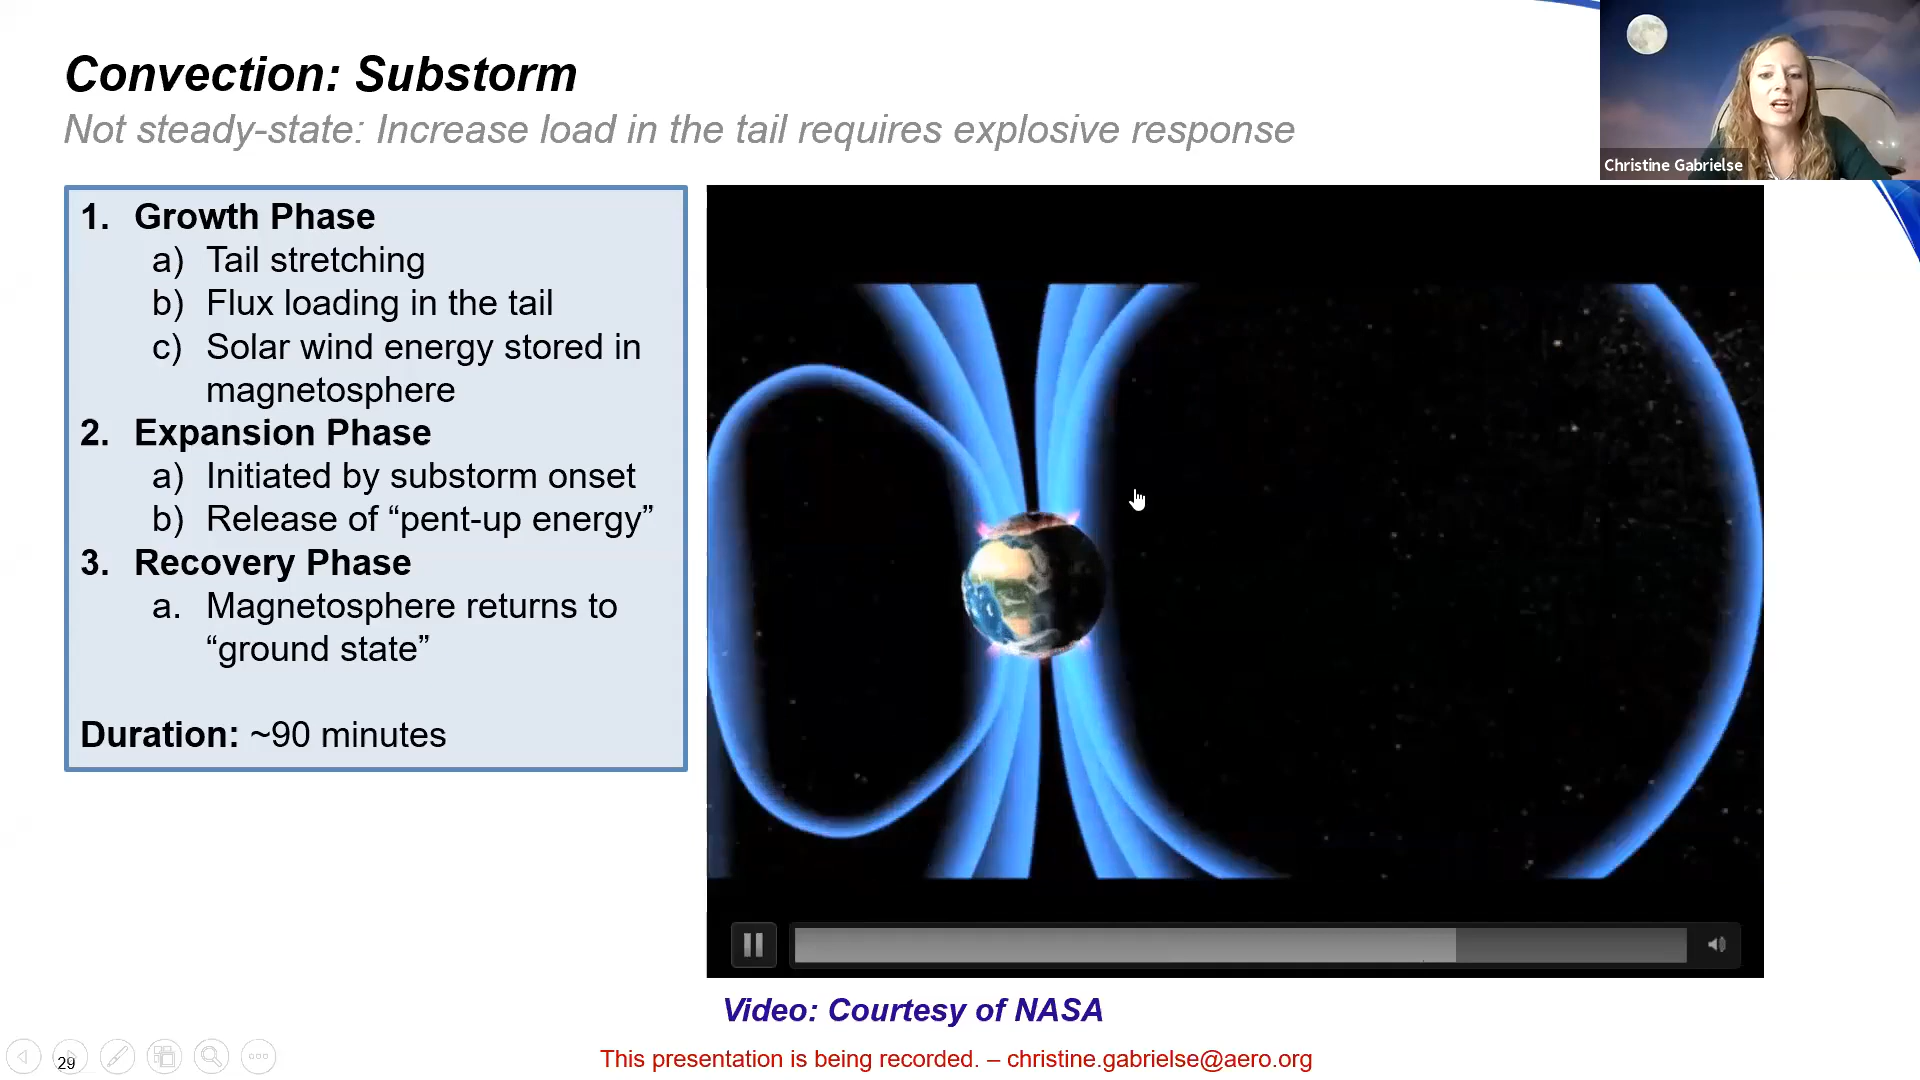 Convection: Substorm
Not steady-state: Increase load in the tail requires explosive response
Christine Gabrielse
1. Growth Phase
a) Tail stretching
b) Flux loading in the tail
c) Solar wind energy stored in
magnetosphere
2. Expansion Phase
a) Initiated by substorm onset
b) Release of “pent-up energy”
3. Recovery Phase
a. Magnetosphere returns to
“ground state”
Duration: ~90 minutes
Video: Courtesy of NASA
This presentation is being recorded. – christine.gabrielse@aero.org
29